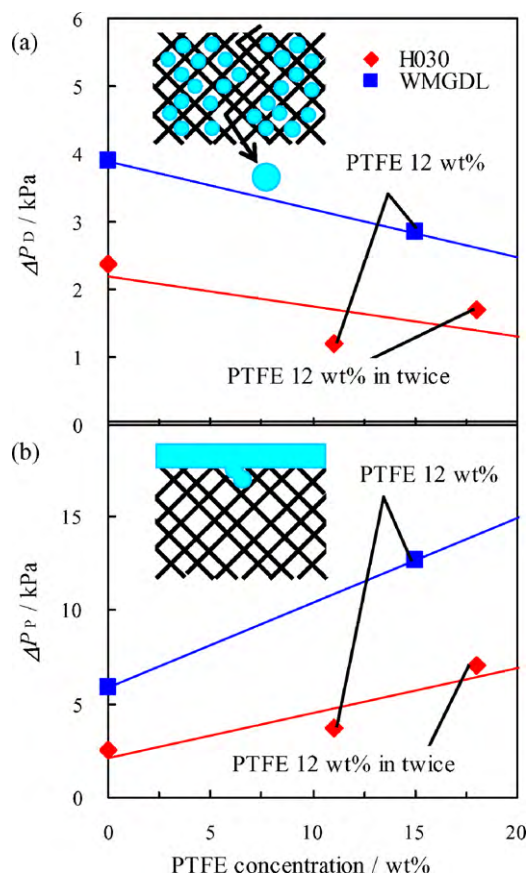 (a)
6
5
4
3
2
1
0
ΔP D / kPa
H030
WMGDL
PTFE 12 wt%
PTFE 12 wt% in twice
(b)
15
10
5
0
ΔP P / kPa
PTFE 12 wt%
PTFE 12 wt% in twice
0 5 10 15 20
PTFE concentration / wt%